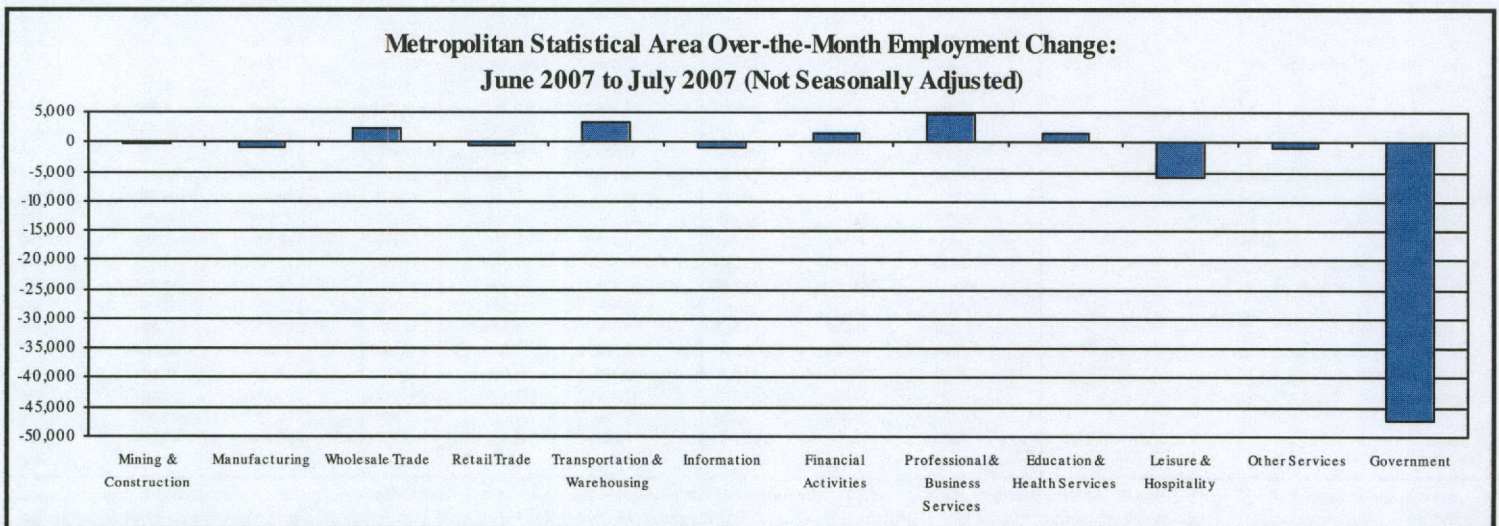 Metropolitan Statistical Area Over-the-Month Employment Change:
June 2007 to July 2007 (Not Seasonally Adjusted)
5,000
0
-5,000
-10,000
-15,000
-20,000
-25,000
-30,000
-35,000
-40,000
-45,000
-50,000
Mining &
Construction
Manufacturing
Wholesale Trade
Retail Trade
Transportation &
Warehousing
Information
Financial
Activities
Professional &
Business
Services
Education &
Health Services
Leisure &
Hospitality
Other Services
Government